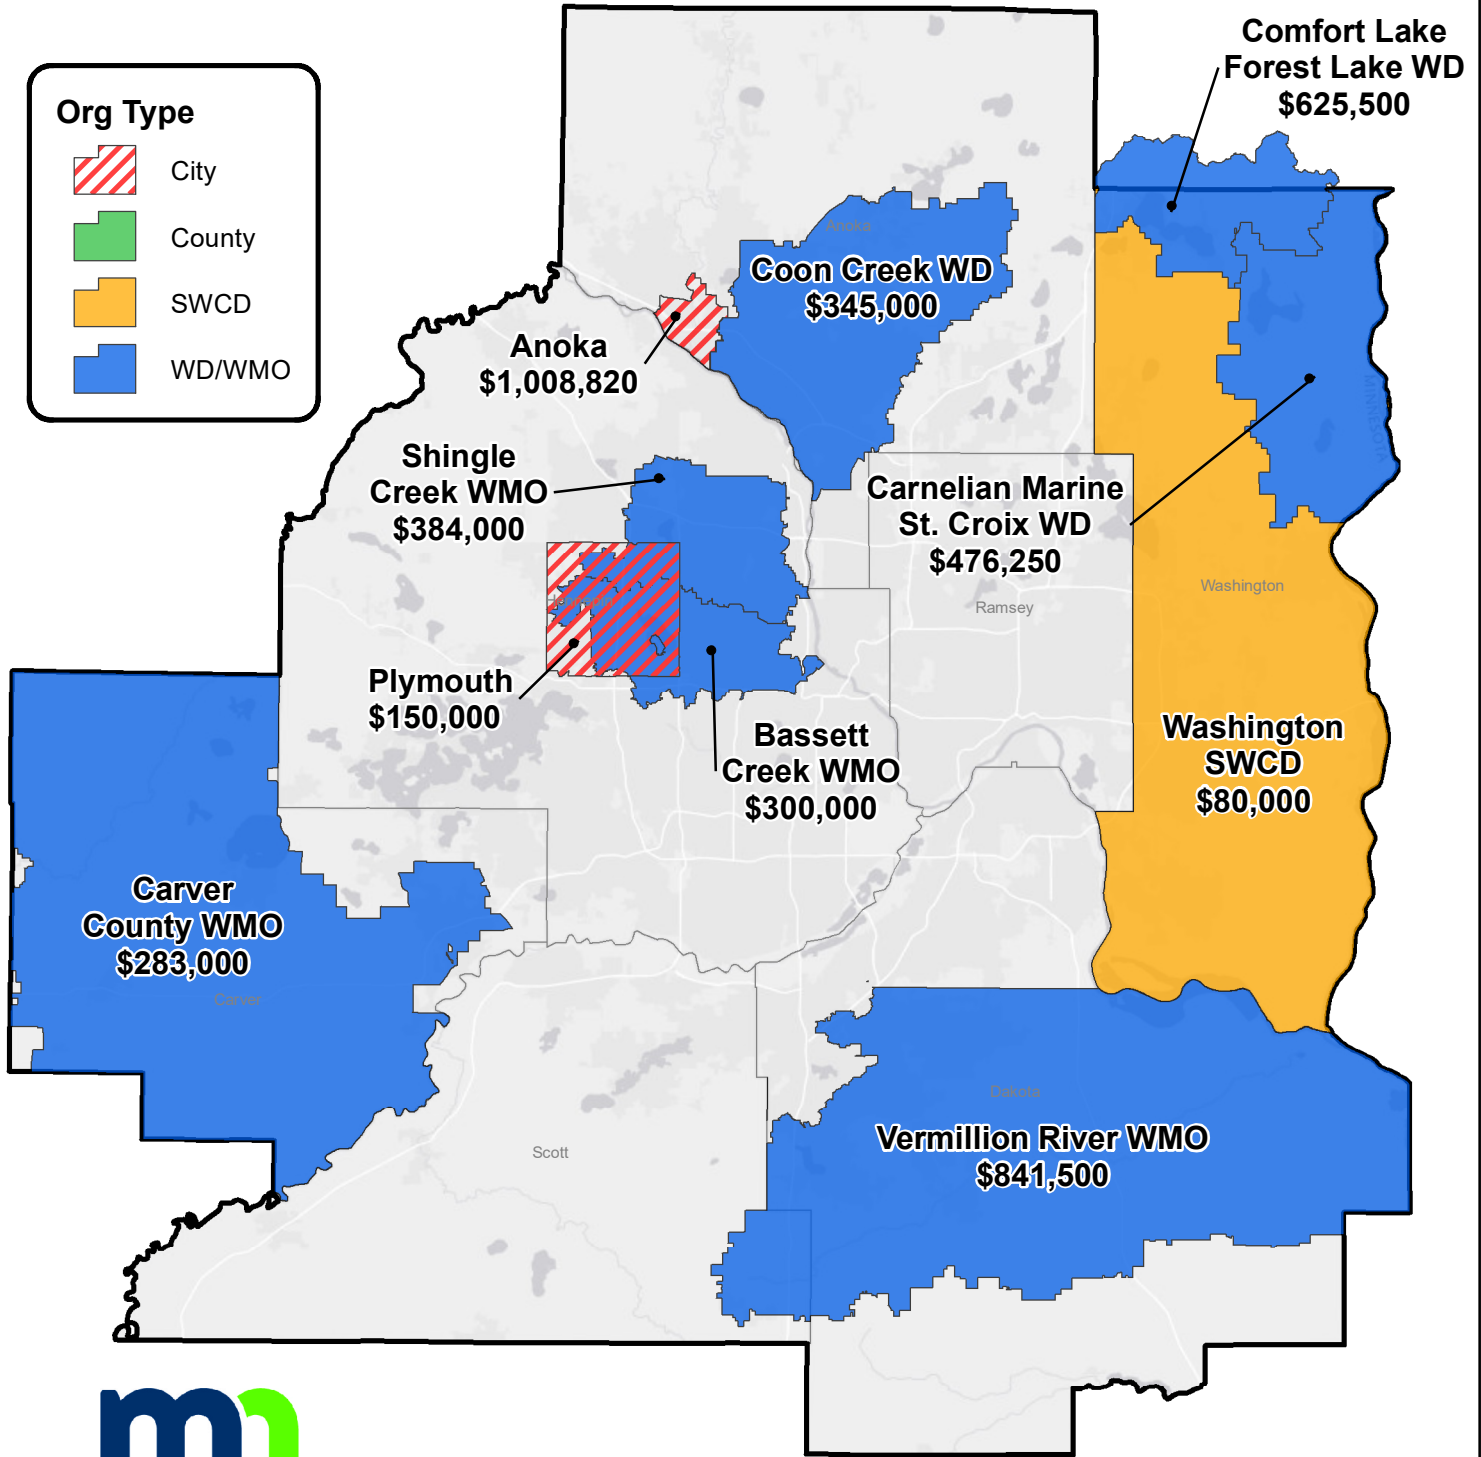 Comfort Lake
Forest Lake WD
$625,500
Org Type
City
County
SWCD
WD/WMO
Anoka
Coon Creek WD
$345,000
Anoka
$1,008,820
MINNESOTA
Shingle
Creek WMO
$384,000
Carnelian Marine
St. Croix WD
$476,250
Hennepin
Ramsey
Washington
Plymouth
$150,000
Bassett
Creek WMO
$300,000
Washington
SWCD
$80,000
Carver
County WMO
$283,000
Carver
Dakota
Vermillion River WMO
$841,500
Scott
mn